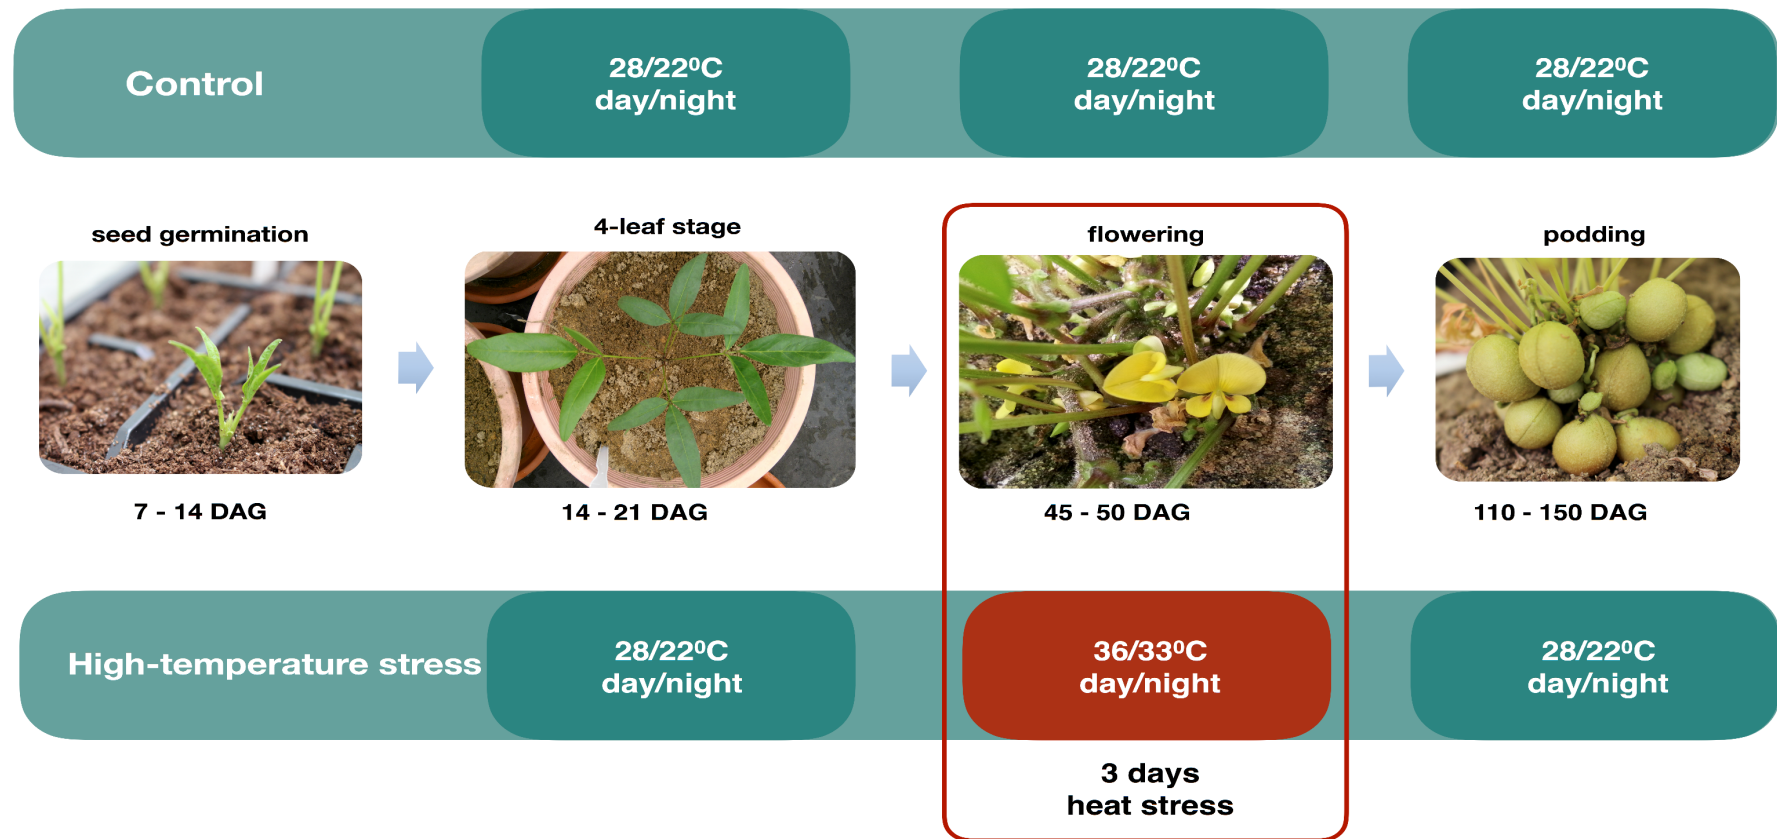 Control
28/22⁰C
day/night
28/22⁰C
day/night
28/22⁰C
day/night
seed germination
4-leaf stage
flowering
podding
7 - 14 DAG
14 - 21 DAG
45 - 50 DAG
110 - 150 DAG
High-temperature stress
28/22⁰C
day/night
36/33⁰C
day/night
28/22⁰C
day/night
3 days
heat stress